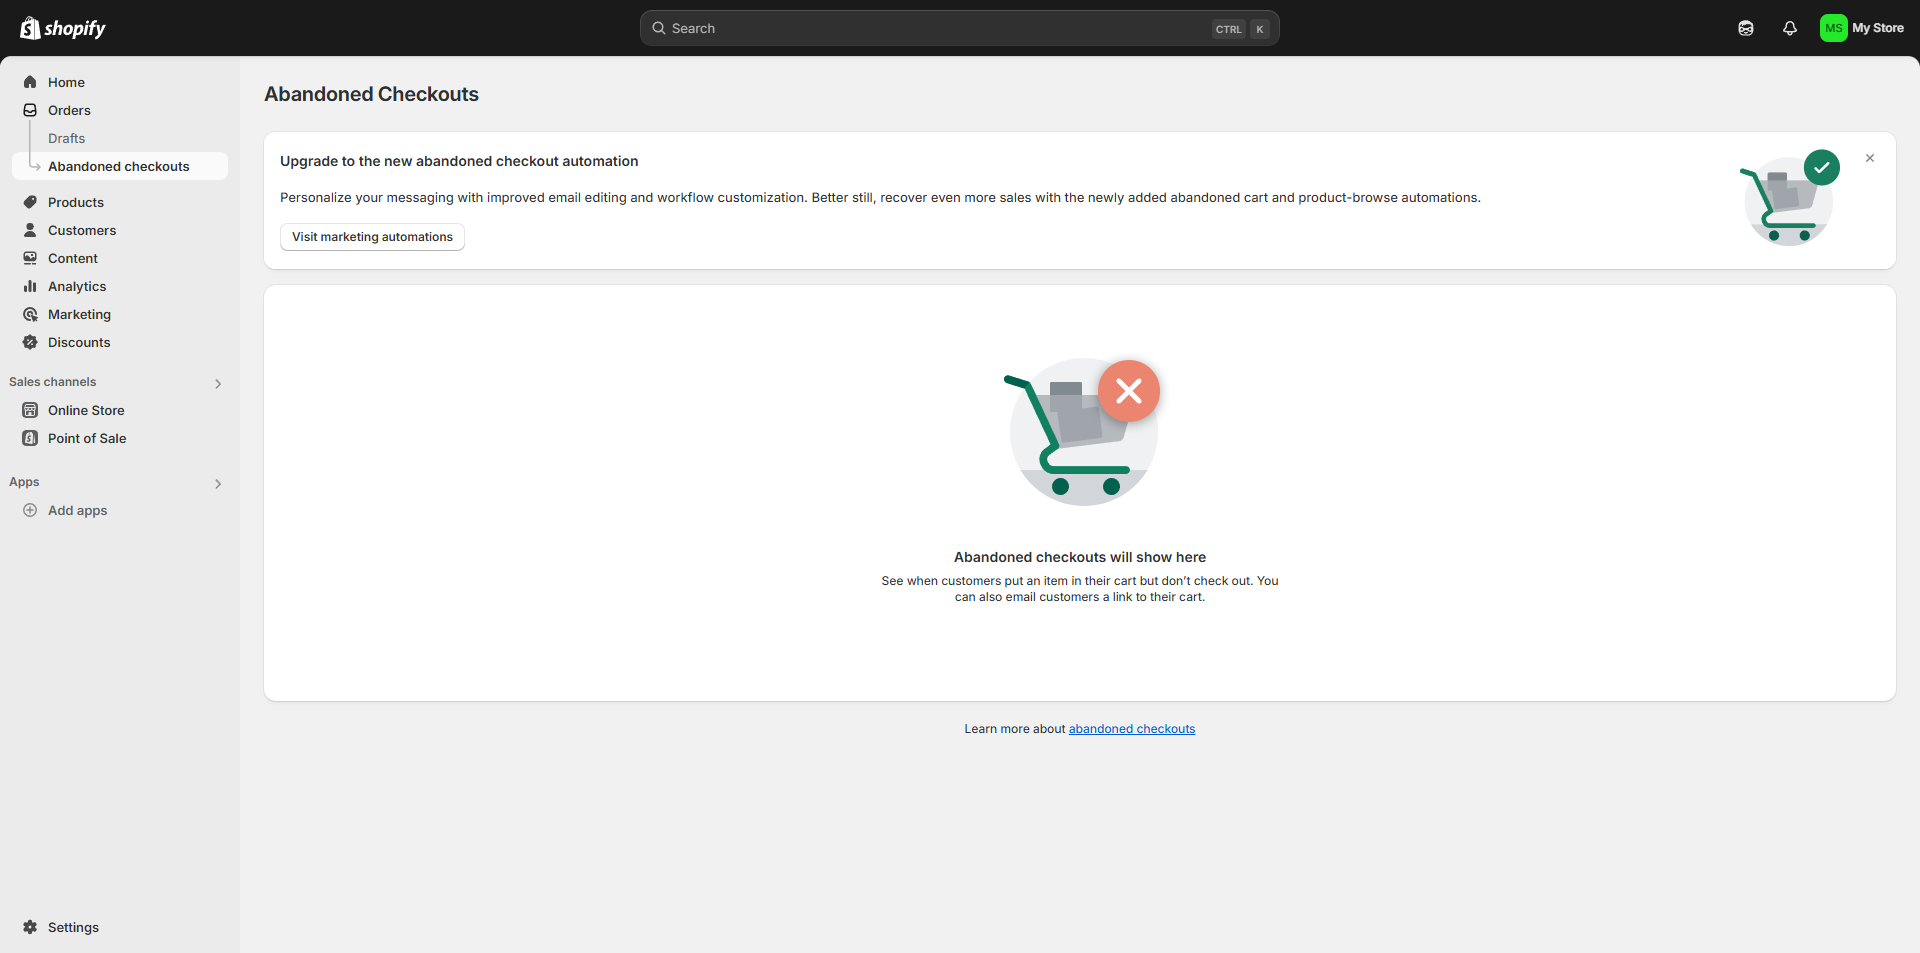 shopify
Search
CTRL K
MS My Store
Home
Orders
Drafts
Abandoned checkouts
Products
Customers
Content
Analytics
Marketing
Discounts
Sales channels
Online Store
Point of Sale
Apps
Add apps
Settings
Abandoned Checkouts
Upgrade to the new abandoned checkout automation
Personalize your messaging with improved email editing and workflow customization. Better still, recover even more sales with the newly added abandoned cart and product-browse automations.
Visit marketing automations
Abandoned checkouts will show here
See when customers put an item in their cart but don’t check out. You
can also email customers a link to their cart.
Learn more about abandoned checkouts